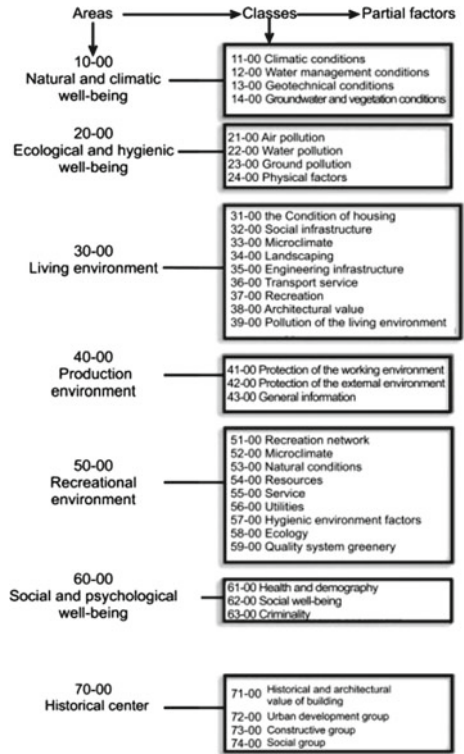 Areas Classes Partial factors
10-00
Natural and climatic
well-being
11-00 Climatic conditions
12-00 Water management conditions
13-00 Geotechnical conditions
14-00 Groundwater and vegetation conditions
20-00
Ecological and hygienic
well-being
21-00 Air pollution
22-00 Water pollution
23-00 Ground pollution
24-00 Physical factors
30-00
Living environment
31-00 the Condition of housing
32-00 Social infrastructure
33-00 Microclimate
34-00 Landscaping
35-00 Engineering infrastructure
36-00 Transport service
37-00 Recreation
38-00 Architectural value
39-00 Pollution of the living environment
40-00
Production
environment
41-00 Protection of the working environment
42-00 Protection of the external environment
43-00 General information
50-00
Recreational
environment
51-00 Recreation network
52-00 Microclimate
53-00 Natural conditions
54-00 Resources
55-00 Service
56-00 Utilities
57-00 Hygienic environment factors
58-00 Ecology
59-00 Quality system greenery
60-00
Social and psychological
well-being
61-00 Health and demography
62-00 Social well-being
63-00 Criminality
70-00
Historical center
71-00 Historical and architectural
value of building
72-00 Urban development group
73-00 Constructive group
74-00 Social group